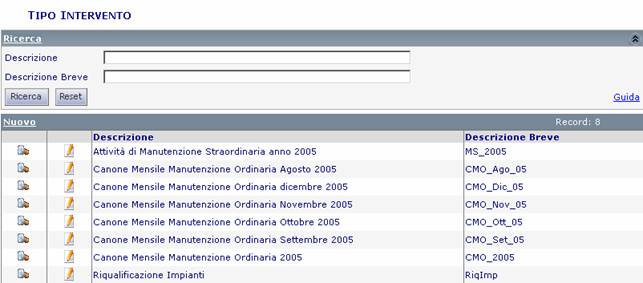 TIPO INTERVENTO
Ricerca
Descrizione
Descrizione Breve
Ricerca Reset Guida
Nuovo Record: 8
Descrizione Descrizione Breve
Attività di Manutenzione Straordinaria anno 2005 MS_2005
Canone Mensile Manutenzione Ordinaria Agosto 2005 CMO_Ago_05
Canone Mensile Manutenzione Ordinaria dicembre 2005 CMO_Dic_05
Canone Mensile Manutenzione Ordinaria Novembre 2005 CMO_Nov_05
Canone Mensile Manutenzione Ordinaria Ottobre 2005 CMO_Ott_05
Canone Mensile Manutenzione Ordinaria Settembre 2005 CMO_Set_05
Canone Mensile Manutenzione Ordinaria 2005 CMO_2005
Riqualificazione Impianti RiqImp